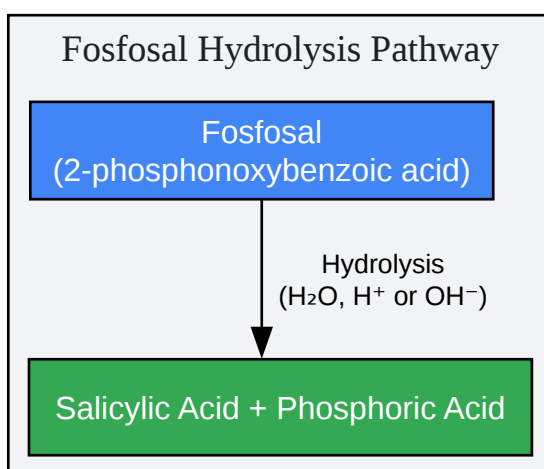 Fosfosal Hydrolysis Pathway
Fosfosal
(2-phosphonoxybenzoic acid)
Hydrolysis
(H₂O, H⁺ or OH⁻)
Salicylic Acid + Phosphoric Acid